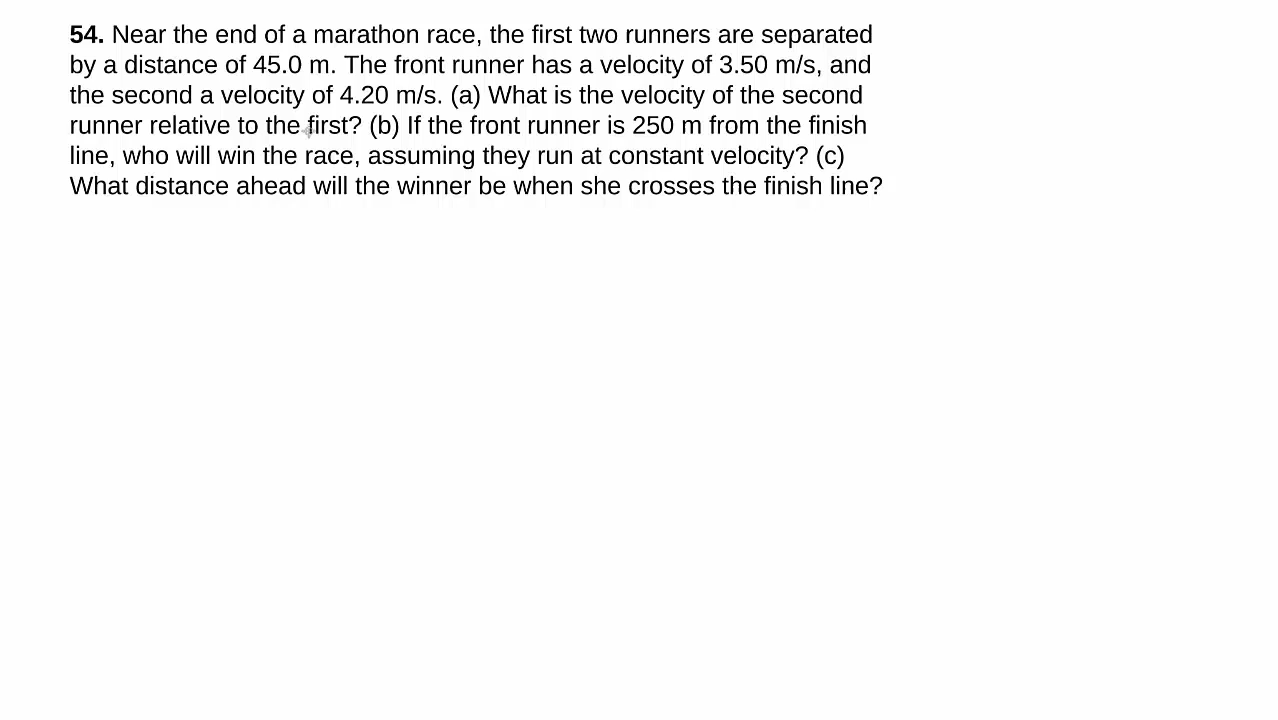 54. Near the end of a marathon race, the first two runners are separated
by a distance of 45.0 m. The front runner has a velocity of 3.50 m/s, and
the second a velocity of 4.20 m/s. (a) What is the velocity of the second
runner relative to the first? (b) If the front runner is 250 m from the finish
line, who will win the race, assuming they run at constant velocity? (c)
What distance ahead will the winner be when she crosses the finish line?